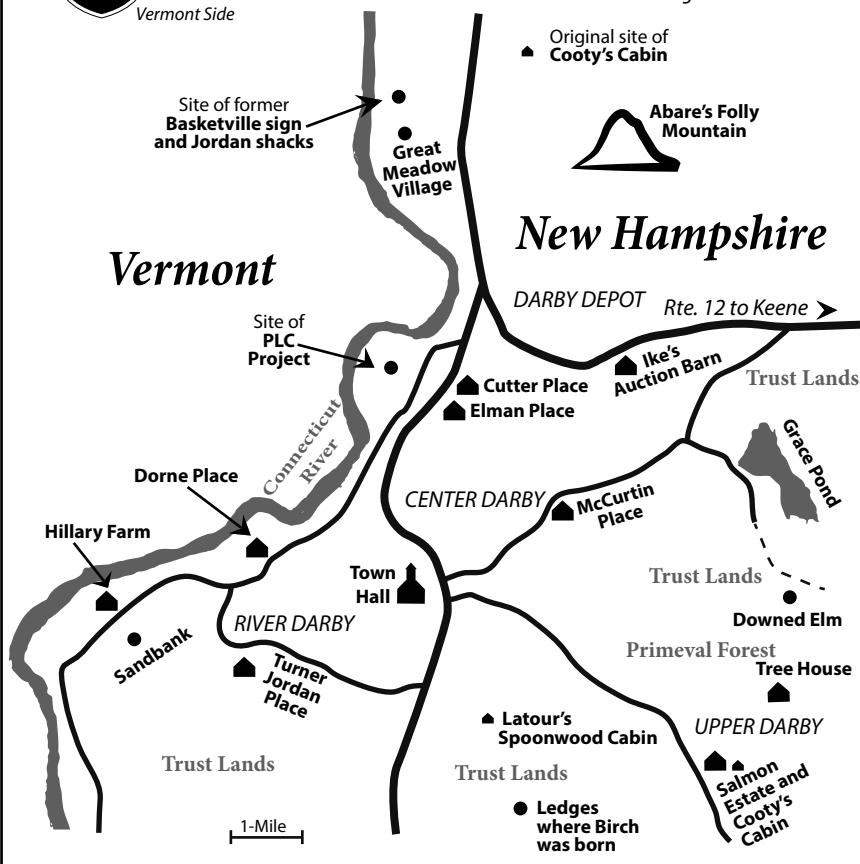 Vermont Side
Original site of
Cooty's Cabin
Site of former
Basketville sign
and Jordan shacks
Abare's Folly
Mountain
Great
Meadow
Village
New Hampshire
Vermont
DARBY DEPOT
Rte. 12 to Keene
Site of
PLC
Project
Ike's
Auction Barn
Cutter Place
Elman Place
Trust Lands
Connecticut
River
Grace Pond
Dorne Place
CENTER DARBY
McCurtin
Place
Hillary Farm
Town
Hall
Trust Lands
Downed Elm
RIVER DARBY
Sandbank
Primeval Forest
Tree House
Turner
Jordan
Place
UPPER DARBY
Latour's
Spoonwood Cabin
Trust Lands
Trust Lands
Salmon
Estate and
Cooty's
Cabin
Ledges
where Birch
was born
1-Mile